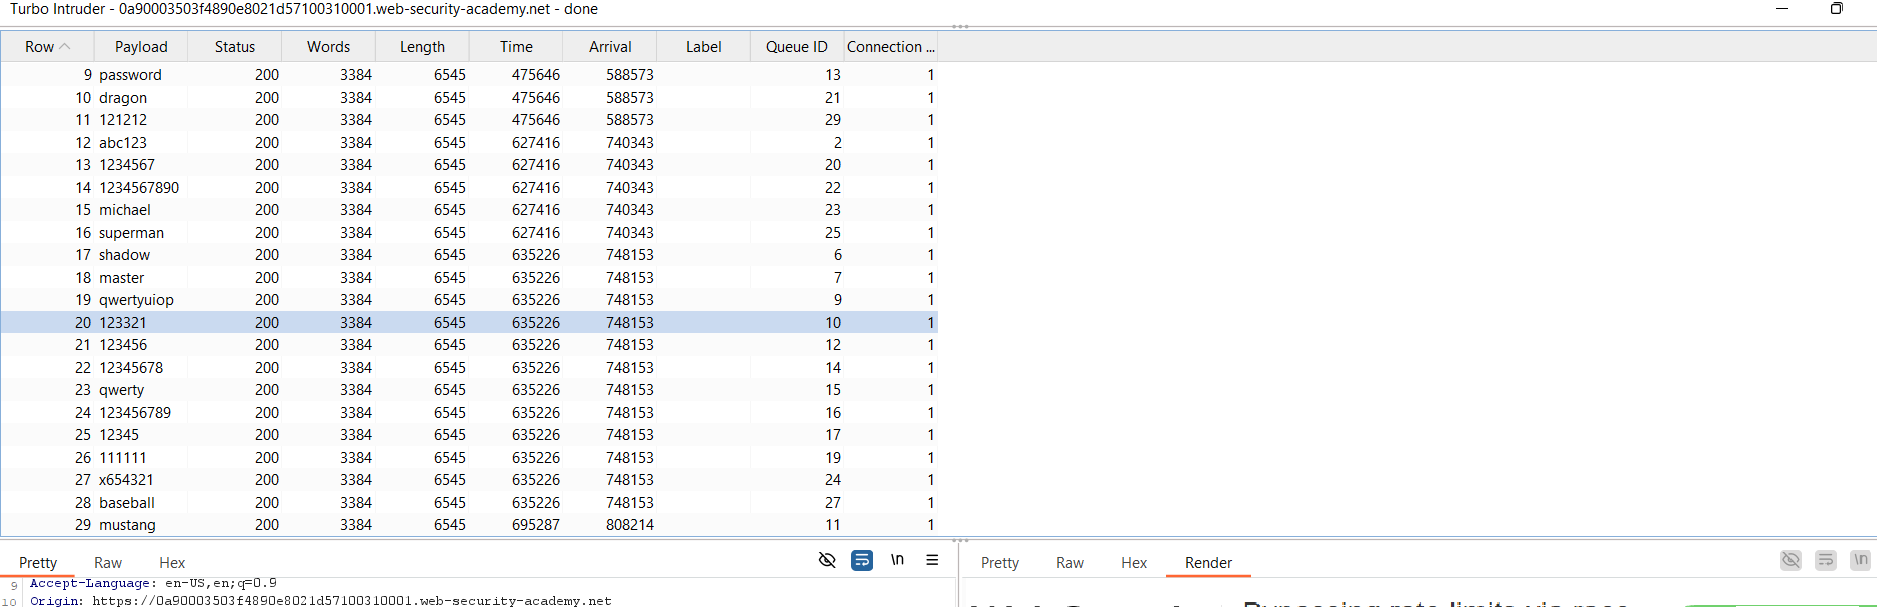 Turbo Intruder - 0a90003503f4890e8021d57100310001.web-security-academy.net - done
Row Payload Status Words Length Time Arrival Label Queue ID Connection ...
9 password 200 3384 6545 475646 588573 13 1
10 dragon 200 3384 6545 475646 588573 21 1
11 121212 200 3384 6545 475646 588573 29 1
12 abc123 200 3384 6545 627416 740343 2 1
13 1234567 200 3384 6545 627416 740343 20 1
14 1234567890 200 3384 6545 627416 740343 22 1
15 michael 200 3384 6545 627416 740343 23 1
16 superman 200 3384 6545 627416 740343 25 1
17 shadow 200 3384 6545 635226 748153 6 1
18 master 200 3384 6545 635226 748153 7 1
19 qwertyuiop 200 3384 6545 635226 748153 9 1
20 123321 200 3384 6545 635226 748153 10 1
21 123456 200 3384 6545 635226 748153 12 1
22 12345678 200 3384 6545 635226 748153 14 1
23 qwerty 200 3384 6545 635226 748153 15 1
24 123456789 200 3384 6545 635226 748153 16 1
25 12345 200 3384 6545 635226 748153 17 1
26 111111 200 3384 6545 635226 748153 19 1
27 x654321 200 3384 6545 635226 748153 24 1
28 baseball 200 3384 6545 635226 748153 27 1
29 mustang 200 3384 6545 695287 808214 11 1
Pretty Raw Hex \n
9 Accept-Language: en-US,en;q=0.9
10 Origin: https://0a90003503f4890e8021d57100310001.web-security-academy.net
Pretty Raw Hex Render \n
Bypassing rate limits via race